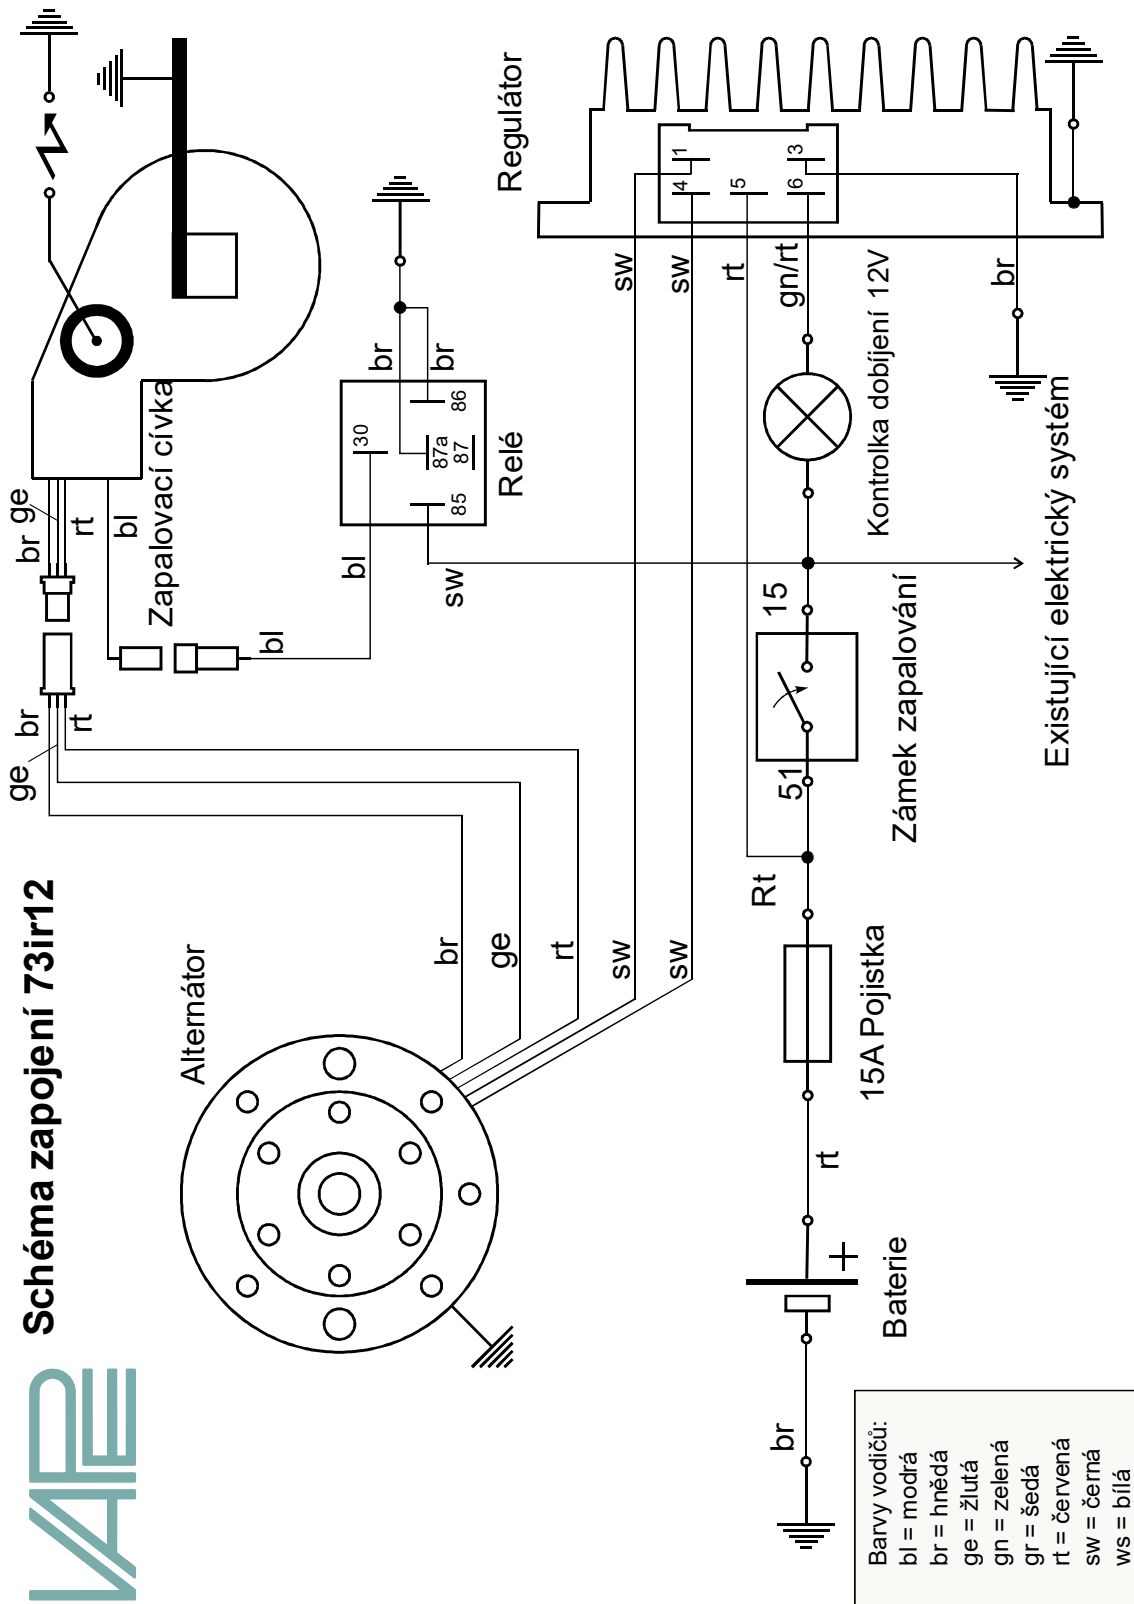 VAPE
Schéma zapojení 73ir12
Alternátor
br
ge
rt
sw
sw
ge
br
rt
br
ge
rt
bl
Zapalovací cívka
bl
bl
sw
br
br
30
87a
87
86
85
Relé
Regulátor
1
4
5
3
6
sw
sw
rt
gn/rt
br
Kontrolka dobíjení 12V
Existující elektrický systém
15
51
Zámek zapalování
Rt
15A Pojistka
rt
+
Baterie
br
Barvy vodičů:
bl = modrá
br = hnědá
ge = žlutá
gn = zelená
gr = šedá
rt = červená
sw = černá
ws = bílá